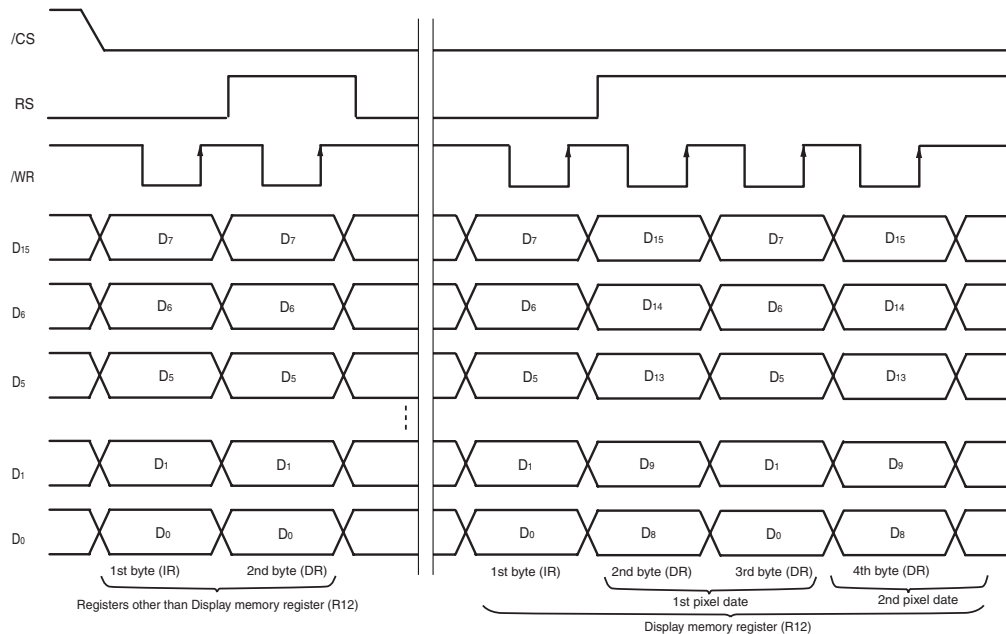 /CS
RS
/WR
D15 D7 D7 D7 D15 D7 D15
D6 D6 D6 D6 D14 D6 D14
D5 D5 D5 D5 D13 D5 D13
D1 D1 D1 D1 D9 D1 D9
D0 D0 D0 D0 D8 D0 D8
1st byte (IR) 2nd byte (DR) 1st byte (IR) 2nd byte (DR) 3rd byte (DR) 4th byte (DR)
Registers other than Display memory register (R12) 1st pixel date 2nd pixel date
Display memory register (R12)